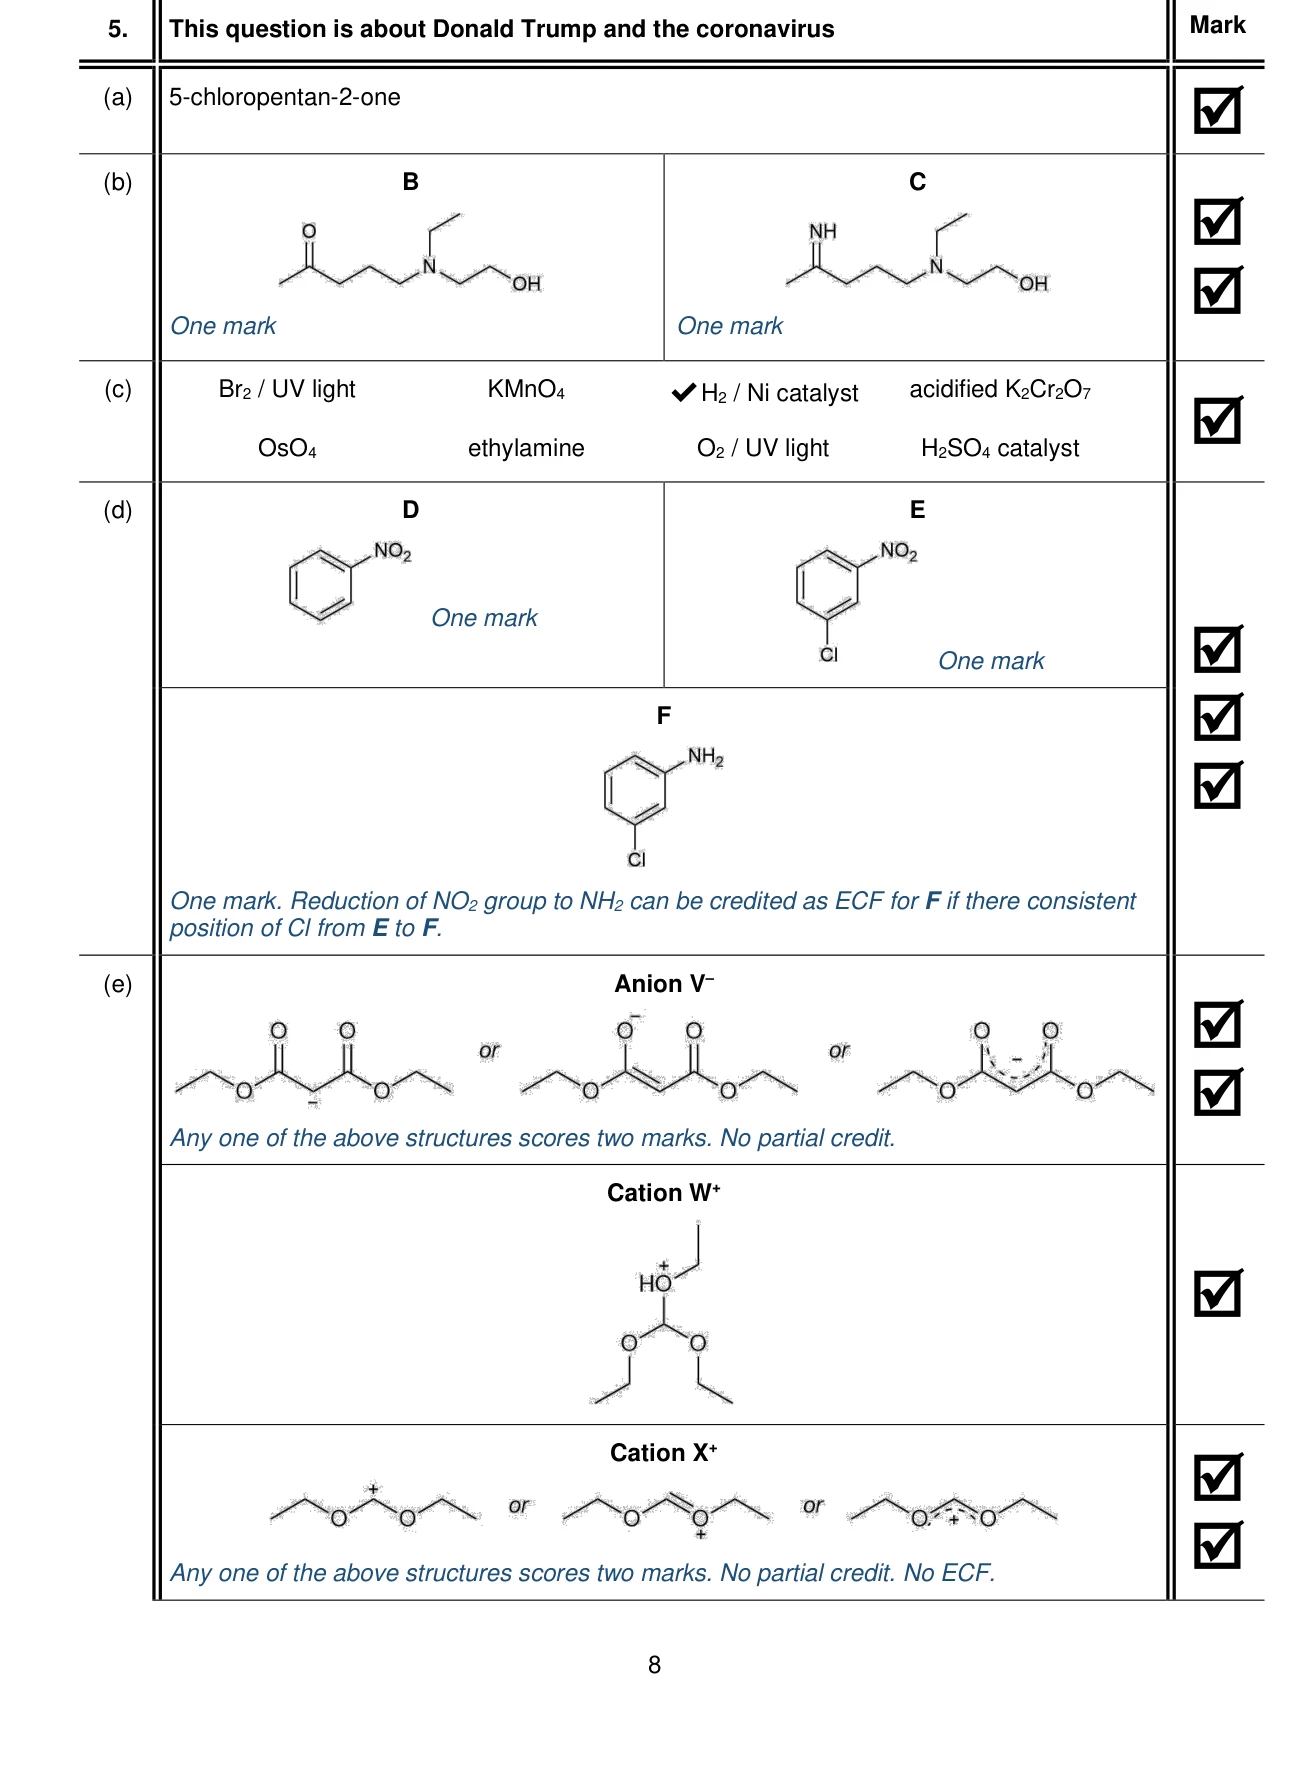 5. This question is about Donald Trump and the coronavirus Mark
(a) 5-chloropentan-2-one
(b) B C
O NH
N N
OH OH
One mark One mark
(c) Br2 / UV light KMnO4 ✔ H2 / Ni catalyst acidified K2Cr2O7
OsO4 ethylamine O2 / UV light H2SO4 catalyst
(d) D E
NO2 NO2
One mark
Cl
One mark
F
NH2
Cl
One mark. Reduction of NO2 group to NH2 can be credited as ECF for F if there consistent
position of Cl from E to F.
(e) Anion V–
O O or O– O or O O –
O – O O O O O
Any one of the above structures scores two marks. No partial credit.
Cation W+
+
HO
O O
Cation X+
+ or or
O O O O O + O
+
Any one of the above structures scores two marks. No partial credit. No ECF.
8